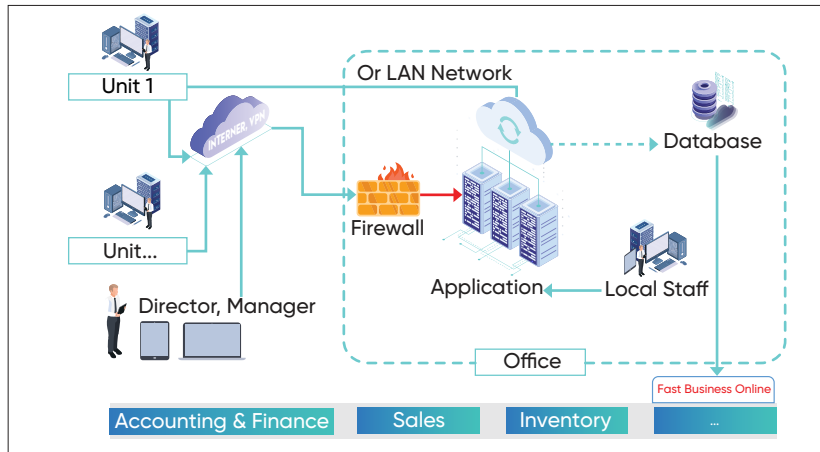 Or LAN Network
Unit 1
INTERNER, VPN
Database
Firewall
Unit...
Application
Local Staff
Director, Manager
Office
Fast Business Online
Accounting & Finance
Sales
Inventory
...